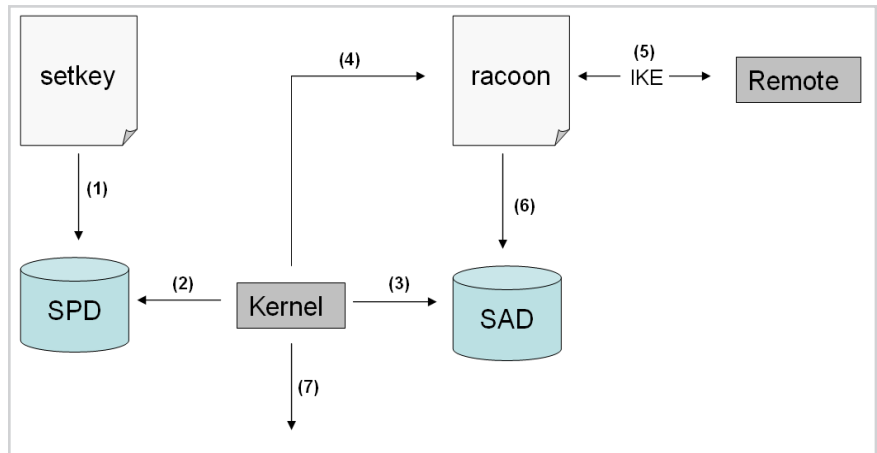 setkey
(4)
racoon
(5)
IKE
Remote
(1)
(6)
SPD
(2)
Kernel
(3)
SAD
(7)